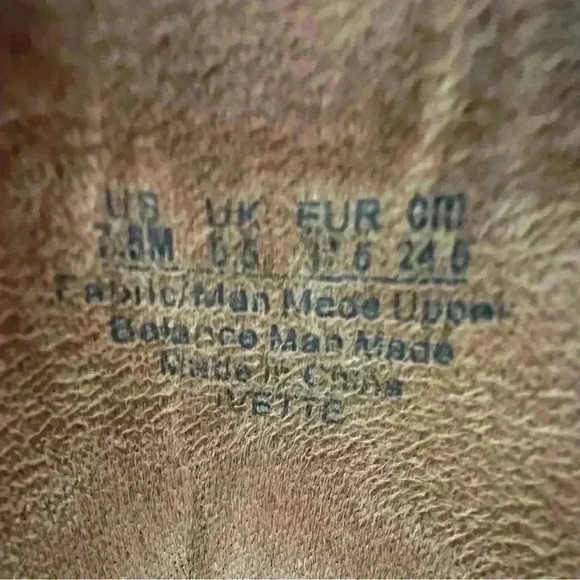 US UK EUR cm
7.5M 5.5 24.5
Fabric/Man Made Upper
Balance Man Made
Made in China
IVETTE